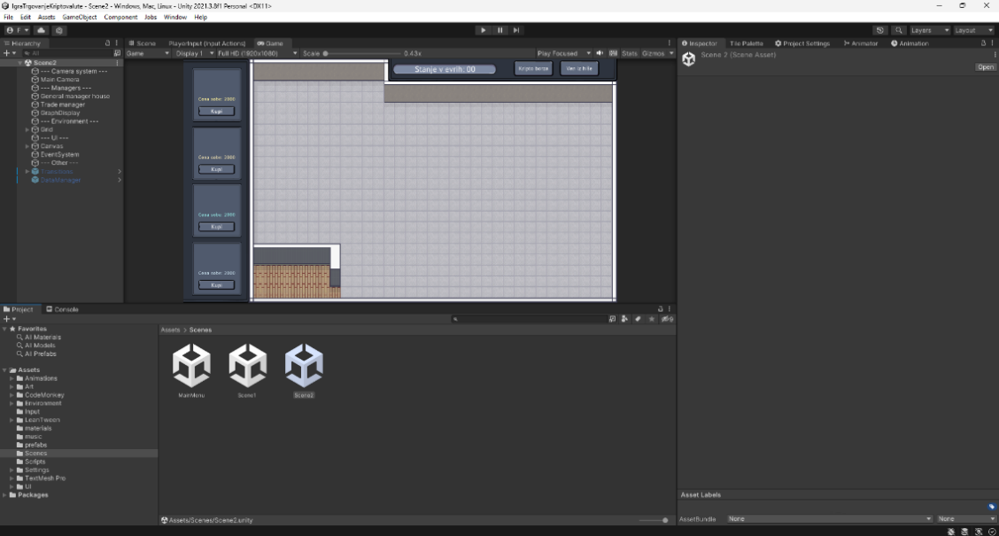 IgraTrgovanjeKriptovalute - Scene2 - Windows, Mac, Linux - Unity 2021.3.8f1 Personal <DX11>
File Edit Assets GameObject Component Jobs Window Help
F
Layers Layout
Hierarchy
Scene PlayerInput (Input Actions) Game
Inspector Tile Palette Project Settings Animator Animation
All
Game Display 1 Full HD (1920x1080) Scale 0.43x Play Focused Stats Gizmos
Scene 2 (Scene Asset)
Open
Scene2
--- Camera system ---
Main Camera
--- Managers ---
General manager house
Trade manager
GraphDisplay
--- Environment ---
Grid
--- UI ---
Canvas
EventSystem
--- Other ---
Transitions
DataManager
Stanje v evrih: 00
Kripto borza
Ven iz hiše
Cena sobe: 2000
Kupi
Cena sobe: 2000
Kupi
Cena sobe: 2000
Kupi
Cena sobe: 2000
Kupi
Project Console
9
Favorites
All Materials
All Models
All Prefabs
Assets
Animations
Art
CodeMonkey
Environment
Input
LeanTween
materials
music
prefabs
Scenes
Scripts
Settings
TextMesh Pro
UI
Packages
Assets > Scenes
MainMenu
Scene1
Scene2
Assets/Scenes/Scene2.unity
Asset Labels
AssetBundle None None